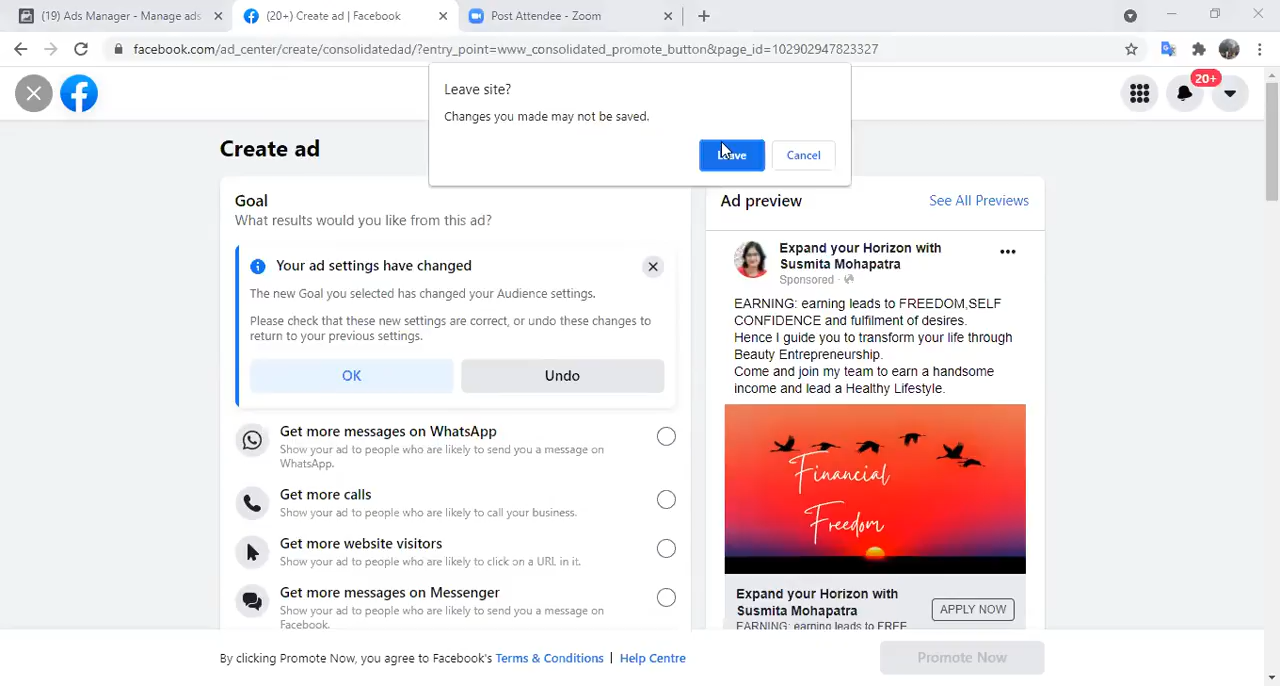 (19) Ads Manager - Manage ads
(20+) Create ad | Facebook
Post Attendee - Zoom
facebook.com/ad_center/create/consolidatedad/?entry_point=www_consolidated_promote_button&page_id=102902947823327
Leave site?
Changes you made may not be saved.
Leave
Cancel
20+
Create ad
Goal
What results would you like from this ad?
Your ad settings have changed
The new Goal you selected has changed your Audience settings.
Please check that these new settings are correct, or undo these changes to
return to your previous settings.
OK
Undo
Get more messages on WhatsApp
Show your ad to people who are likely to send you a message on
WhatsApp.
Get more calls
Show your ad to people who are likely to call your business.
Get more website visitors
Show your ad to people who are likely to click on a URL in it.
Get more messages on Messenger
Show your ad to people who are likely to send you a message on
Facebook.
Ad preview
See All Previews
Expand your Horizon with
Susmita Mohapatra
Sponsored ·
EARNING: earning leads to FREEDOM,SELF
CONFIDENCE and fulfilment of desires.
Hence I guide you to transform your life through
Beauty Entrepreneurship.
Come and join my team to earn a handsome
income and lead a Healthy Lifestyle.
Financial
Freedom
Expand your Horizon with
Susmita Mohapatra
EARNING: earning leads to FREE
APPLY NOW
By clicking Promote Now, you agree to Facebook's Terms & Conditions | Help Centre
Promote Now